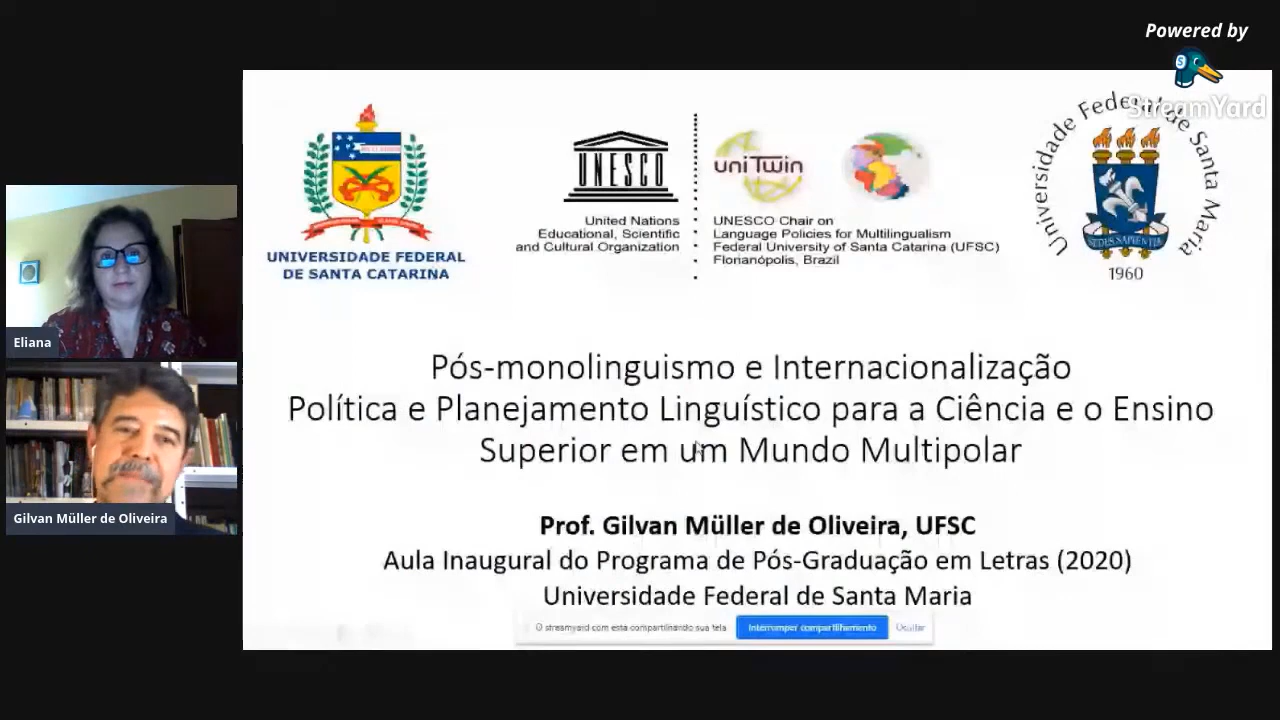 Powered by
StreamYard
UNIVERSIDADE FEDERAL
DE SANTA CATARINA
UNESCO
United Nations
Educational, Scientific
and Cultural Organization
uniTwin
UNESCO Chair on
Language Policies for Multilingualism
Federal University of Santa Catarina (UFSC)
Florianópolis, Brazil
Universidade Federal de Santa Maria
SEDES SAPIENTIAE
1960
Eliana
Gilvan Müller de Oliveira
Pós-monolinguismo e Internacionalização
Política e Planejamento Linguístico para a Ciência e o Ensino
Superior em um Mundo Multipolar
Prof. Gilvan Müller de Oliveira, UFSC
Aula Inaugural do Programa de Pós-Graduação em Letras (2020)
Universidade Federal de Santa Maria
O streamyard com está compartilhando sua tela
Interromper compartilhamento
Ocultar